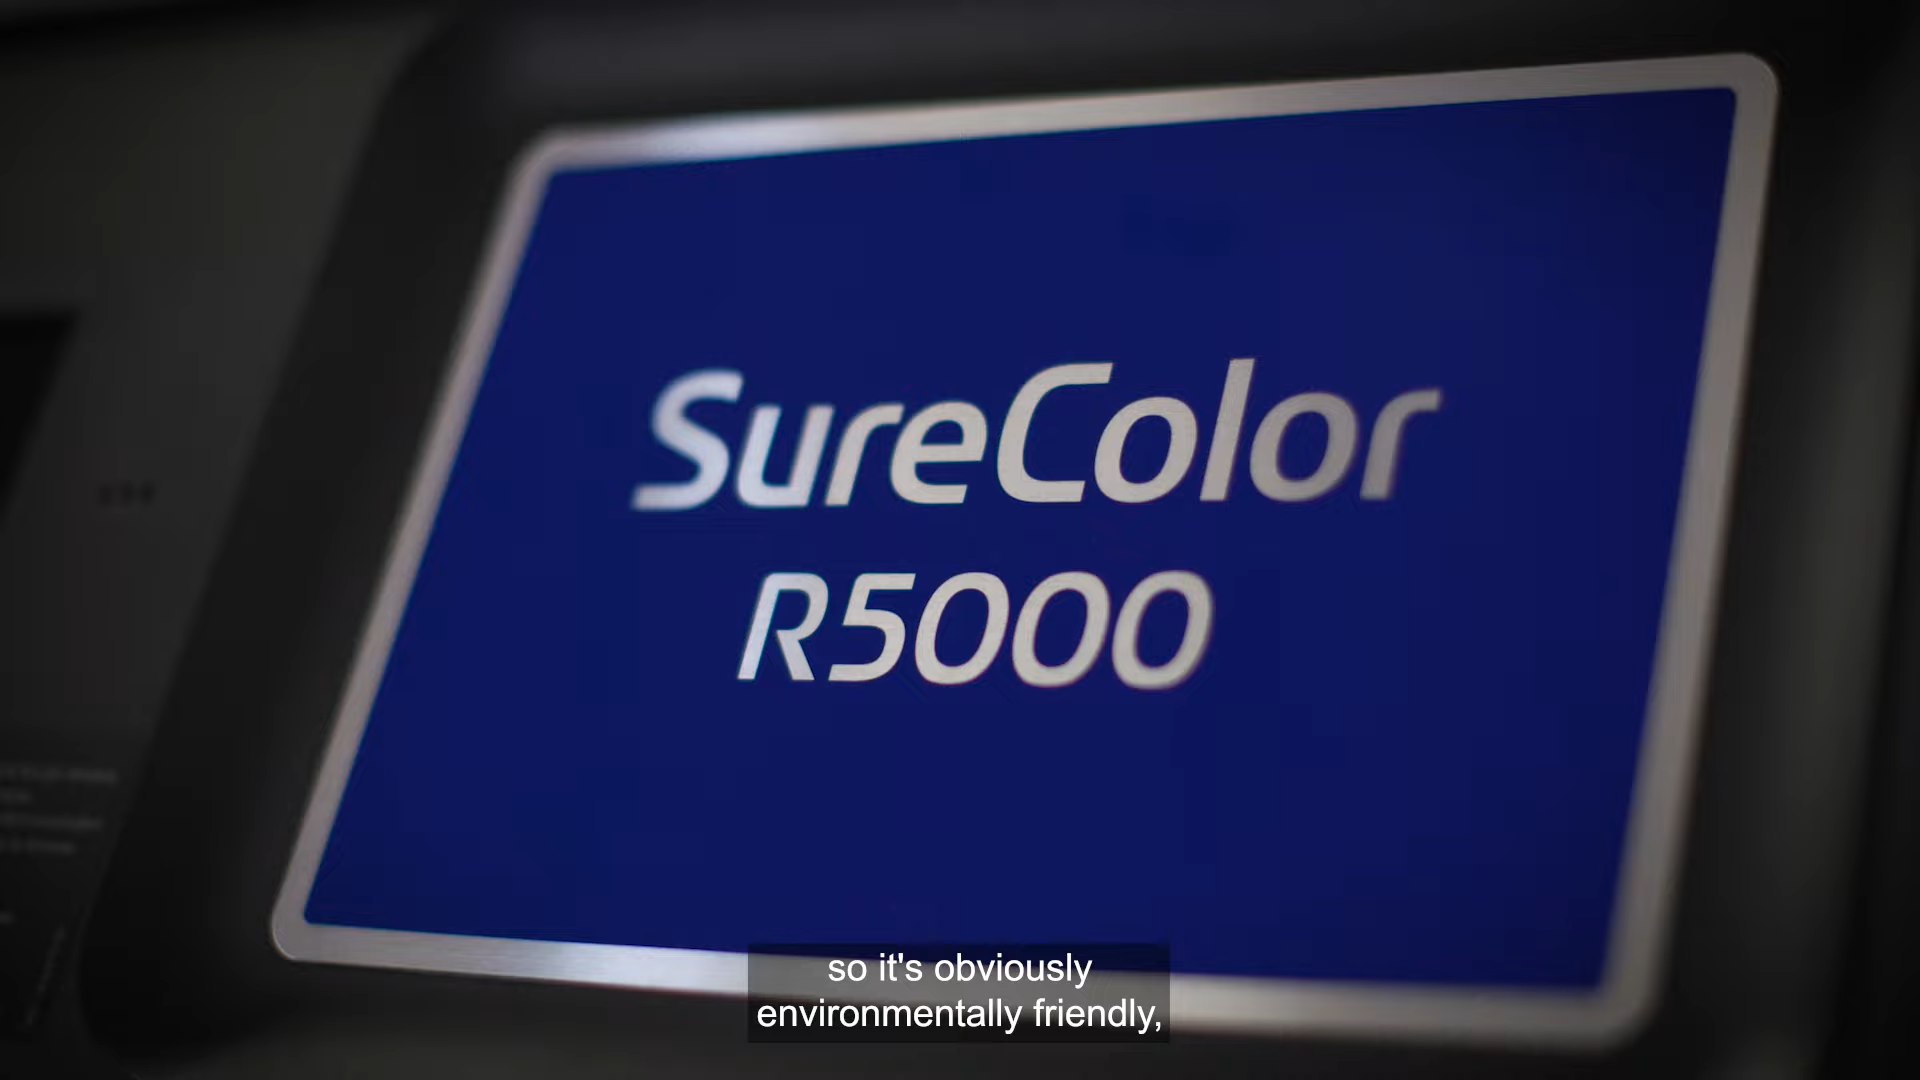 SureColor
R5000
so it's obviously
environmentally friendly,